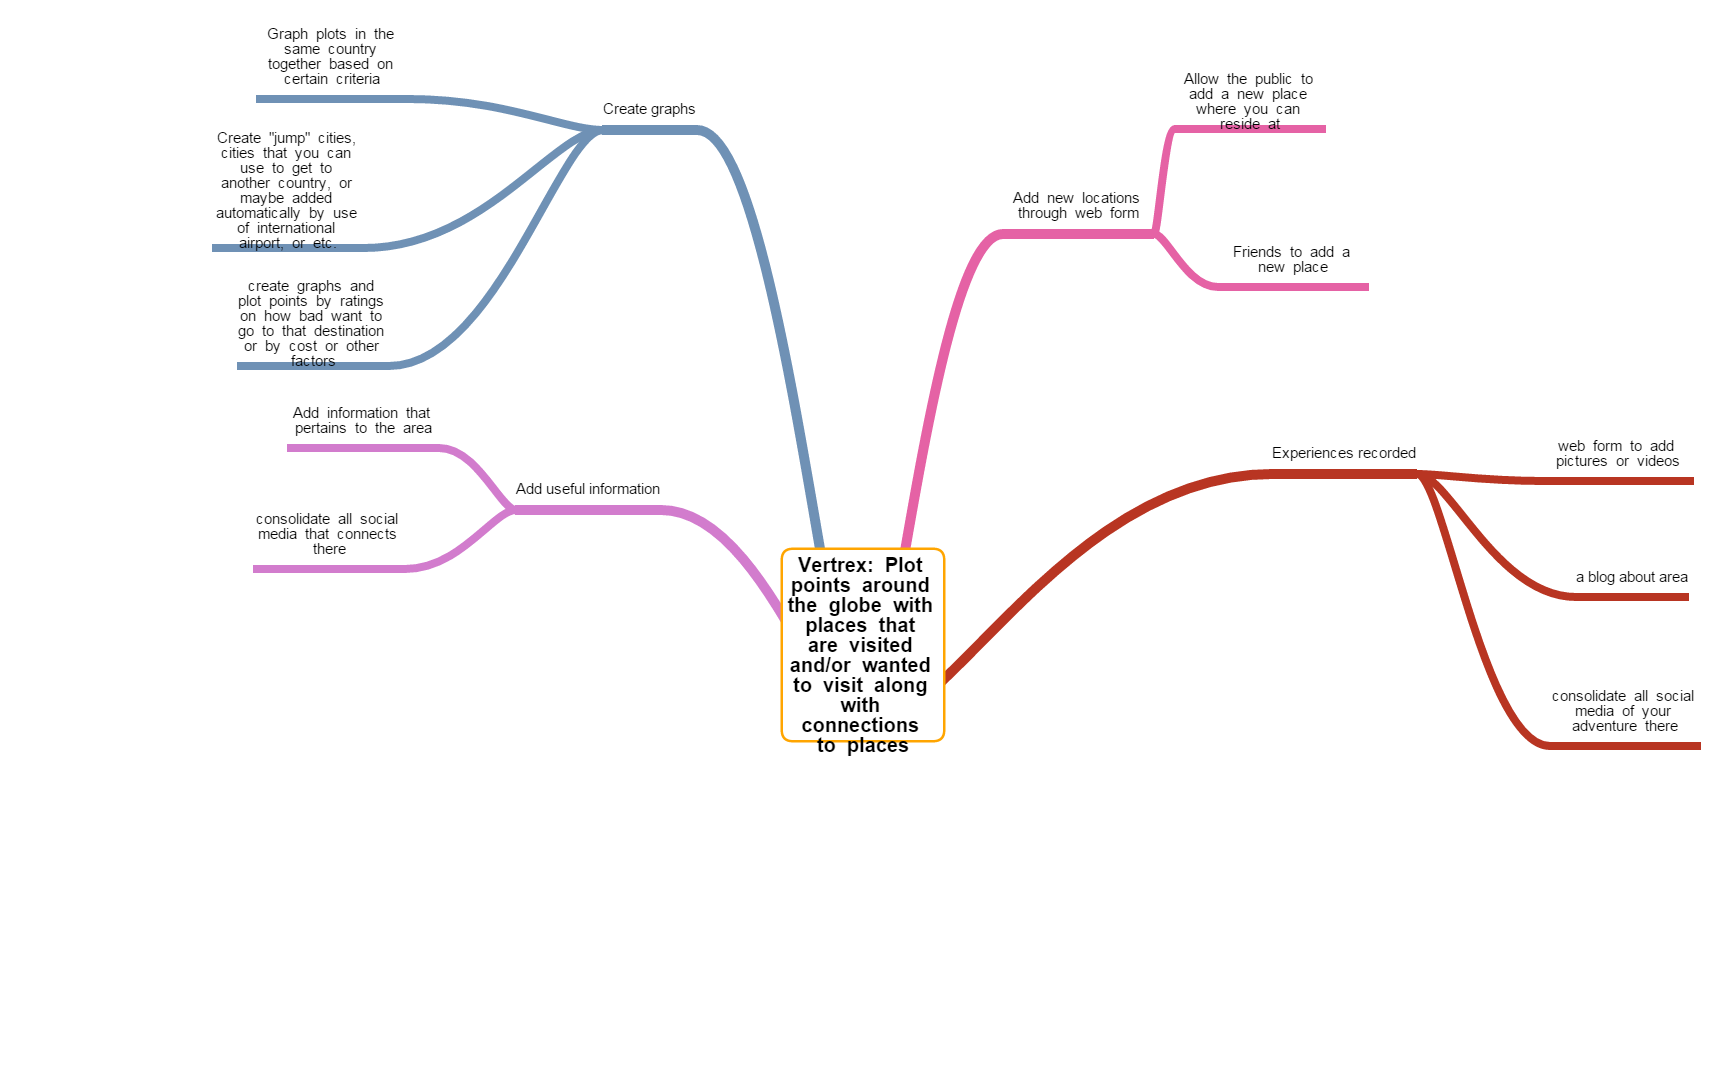 Graph plots in the
same country
together based on
certain criteria
Create graphs
Create "jump" cities,
cities that you can
use to get to
another country, or
maybe added
automatically by use
of international
airport, or etc.
create graphs and
plot points by ratings
on how bad want to
go to that destination
or by cost or other
factors
Add information that
pertains to the area
Add useful information
consolidate all social
media that connects
there
Allow the public to
add a new place
where you can
reside at
Add new locations
through web form
Friends to add a
new place
Experiences recorded
web form to add
pictures or videos
a blog about area
consolidate all social
media of your
adventure there
Vertrex: Plot
points around
the globe with
places that
are visited
and/or wanted
to visit along
with
connections
to places